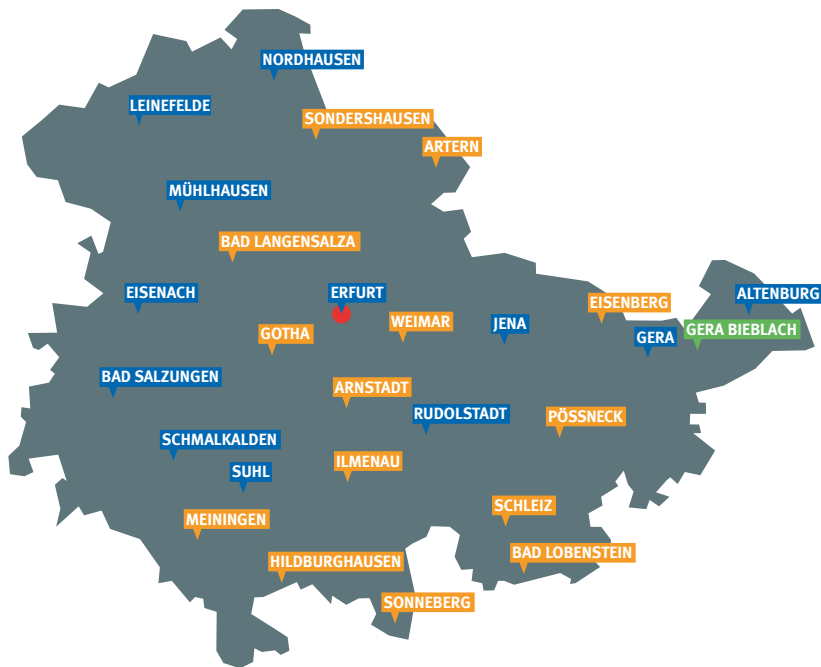 NORDHAUSEN
LEINEFELDE
SONDERSHAUSEN
ARTERN
MÜHLHAUSEN
BAD LANGENSALZA
EISENACH
ERFURT
EISENBERG
ALTENBURG
GOTHA
WEIMAR
JENA
GERA
GERA BIEBLACH
BAD SALZUNGEN
ARNSTADT
RUDOLSTADT
PÖSSNECK
SCHMALKALDEN
SUHL
ILMENAU
MEININGEN
SCHLEIZ
HILDBURGHAUSEN
BAD LOBENSTEIN
SONNEBERG